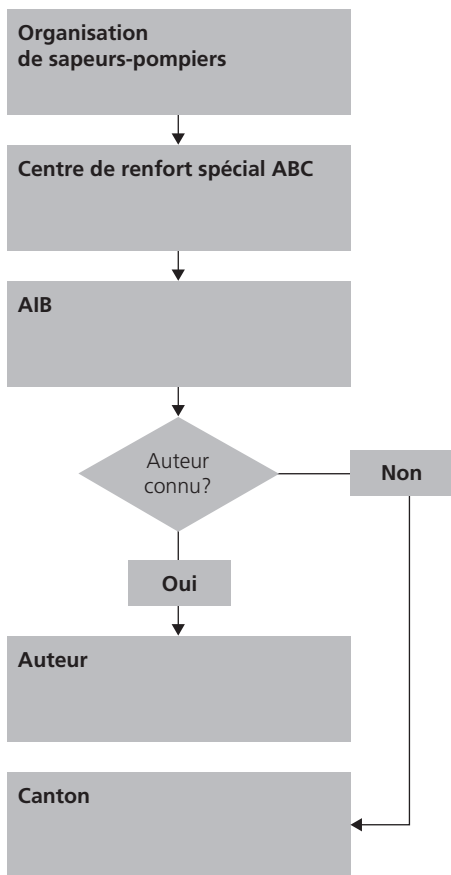 Organisation
de sapeurs-pompiers
Centre de renfort spécial ABC
AIB
Auteur
connu?
Non
Oui
Auteur
Canton